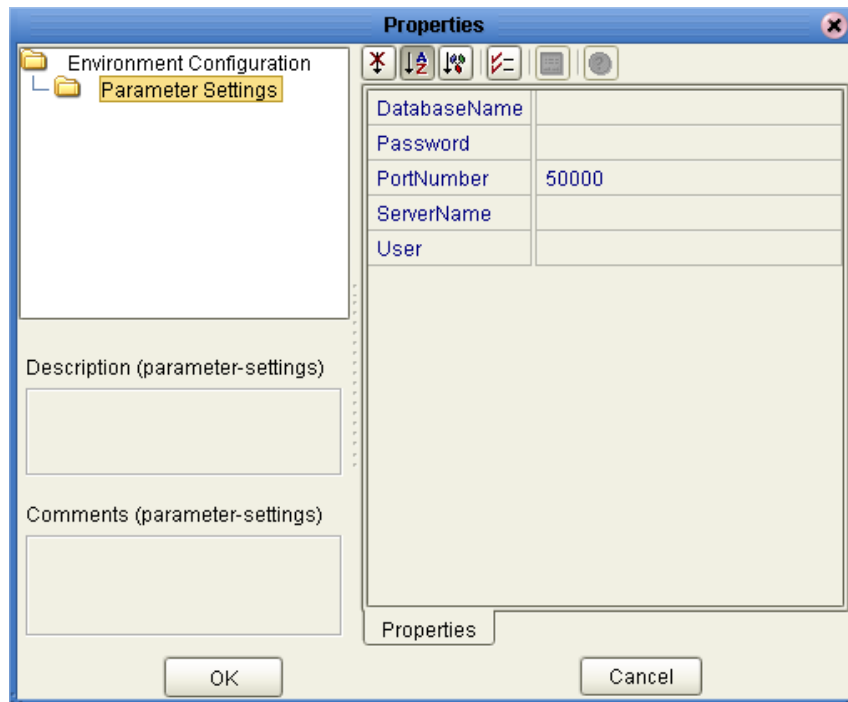 Properties
Environment Configuration
Parameter Settings
DatabaseName
Password
PortNumber 50000
ServerName
User
Description (parameter-settings)
Comments (parameter-settings)
Properties
OK
Cancel